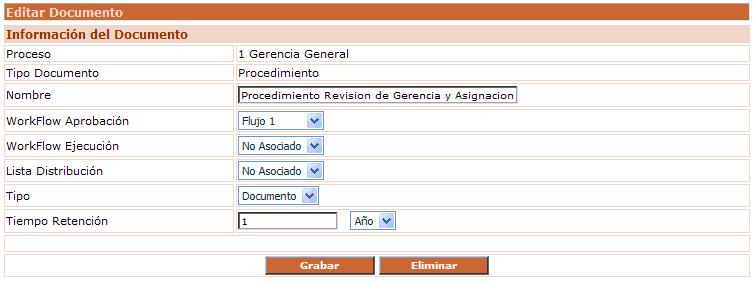 Editar Documento
Información del Documento
Proceso 1 Gerencia General
Tipo Documento Procedimiento
Nombre Procedimiento Revision de Gerencia y Asignacion
WorkFlow Aprobación Flujo 1
WorkFlow Ejecución No Asociado
Lista Distribución No Asociado
Tipo Documento
Tiempo Retención 1 Año
Grabar Eliminar